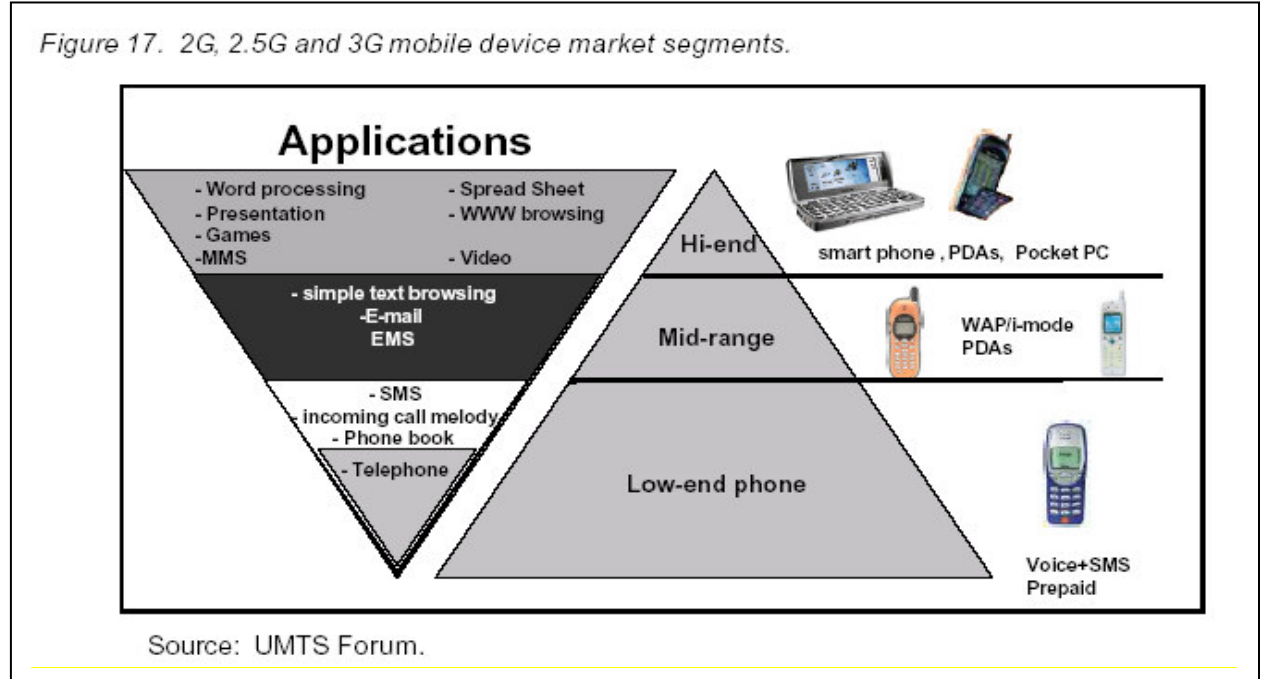 Figure 17. 2G, 2.5G and 3G mobile device market segments.
Applications
- Word processing
- Presentation
- Games
-MMS
- Spread Sheet
- WWW browsing
- Video
- simple text browsing
-E-mail
EMS
- SMS
- incoming call melody
- Phone book
- Telephone
Hi-end
smart phone , PDAs, Pocket PC
Mid-range
WAP/i-mode
PDAs
Low-end phone
Voice+SMS
Prepaid
Source: UMTS Forum.